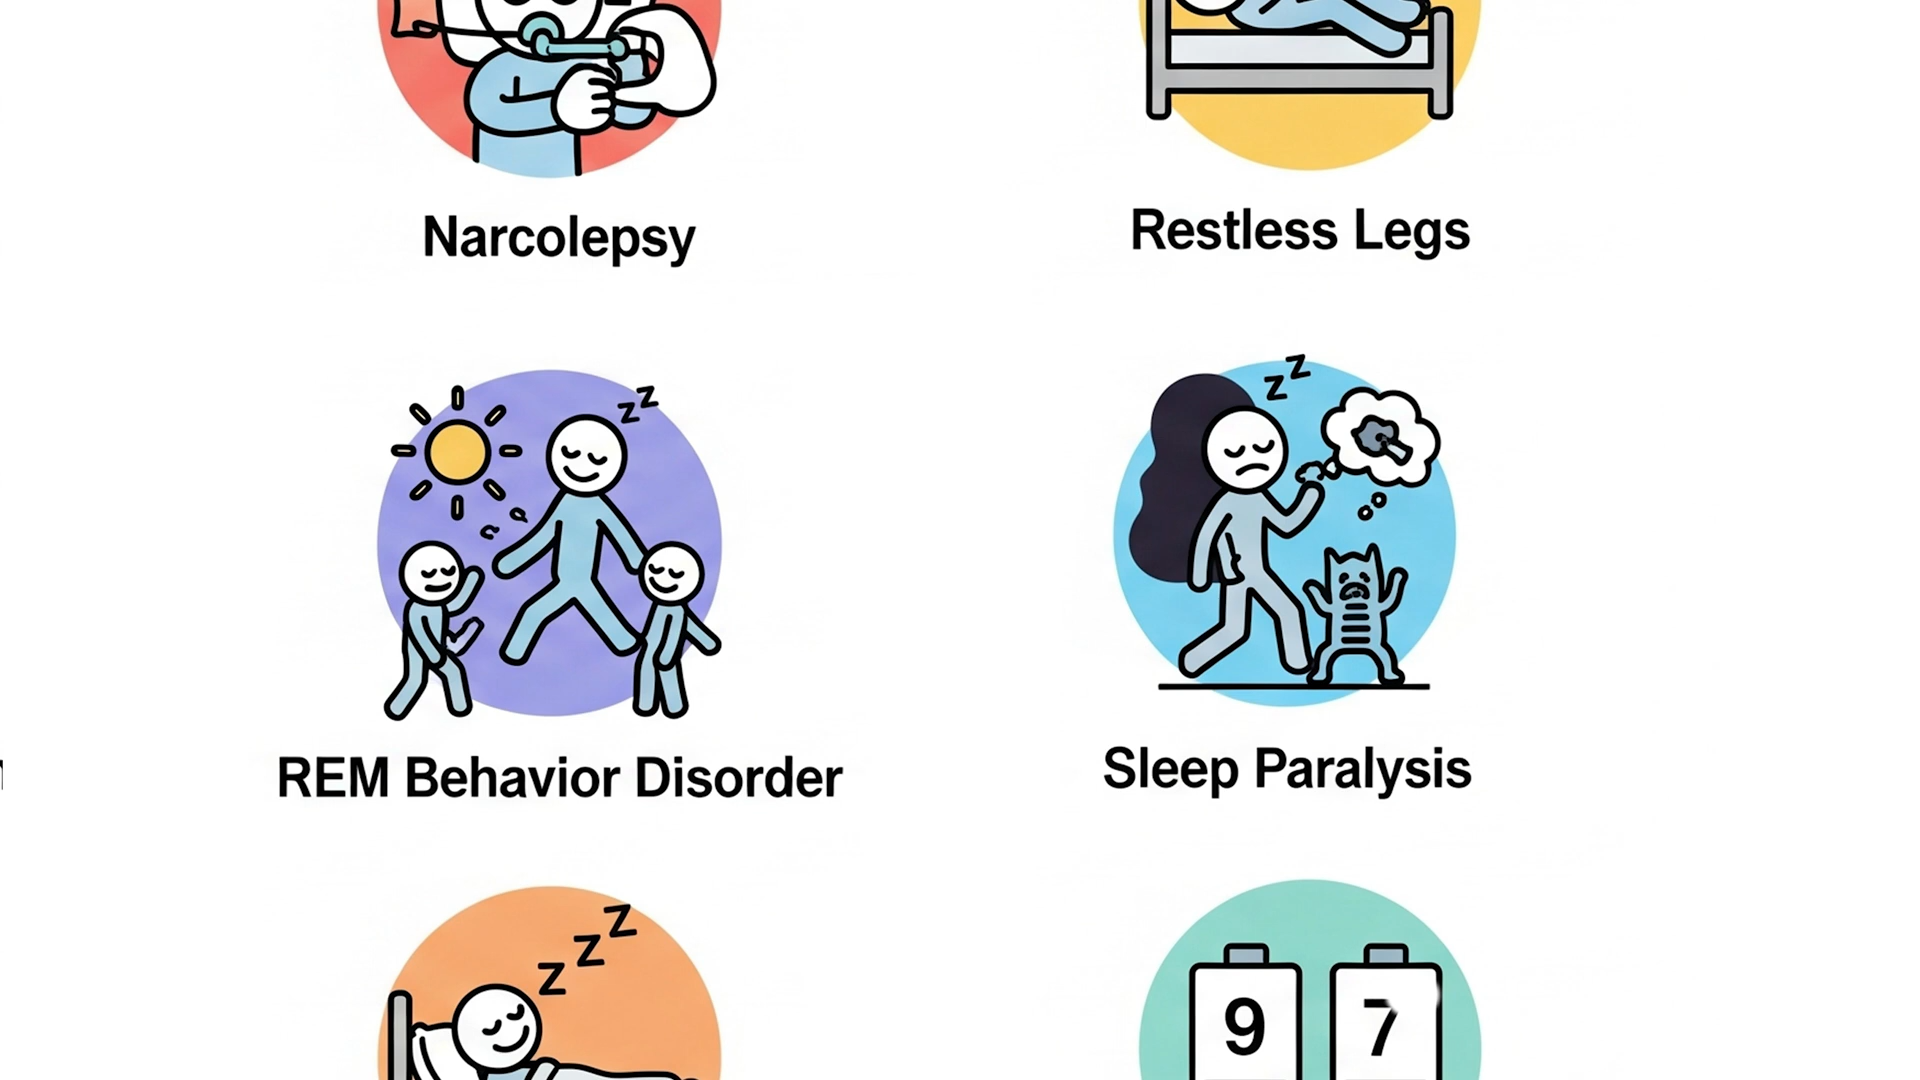 Narcolepsy
Restless Legs
z z
z z
REM Behavior Disorder
Sleep Paralysis
z z z
9 7